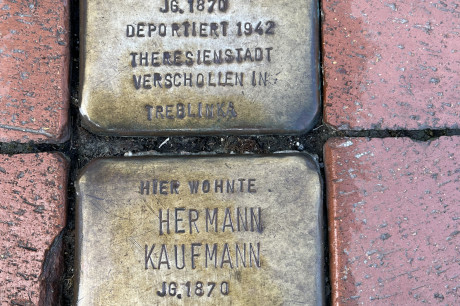 JG. 1870
DEPORTIERT 1942
THERESIENSTADT
VERSCHOLLEN IN
TREBLINKA
HIER WOHNTE
HERMANN
KAUFMANN
JG. 1870